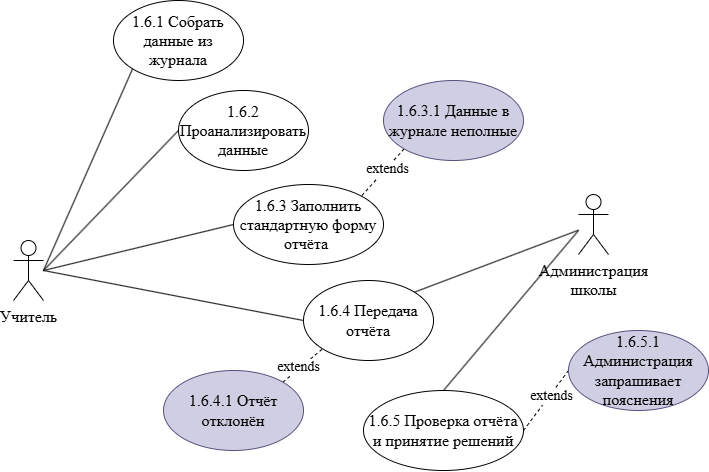 1.6.1 Собрать
данные из
журнала
1.6.2
Проанализировать
данные
1.6.3.1 Данные в
журнале неполные
extends
1.6.3 Заполнить
стандартную форму
отчёта
Администрация
школы
Учитель
1.6.4 Передача
отчёта
extends
1.6.4.1 Отчёт
отклонён
1.6.5.1
Администрация
запрашивает
пояснения
extends
1.6.5 Проверка отчёта
и принятие решений